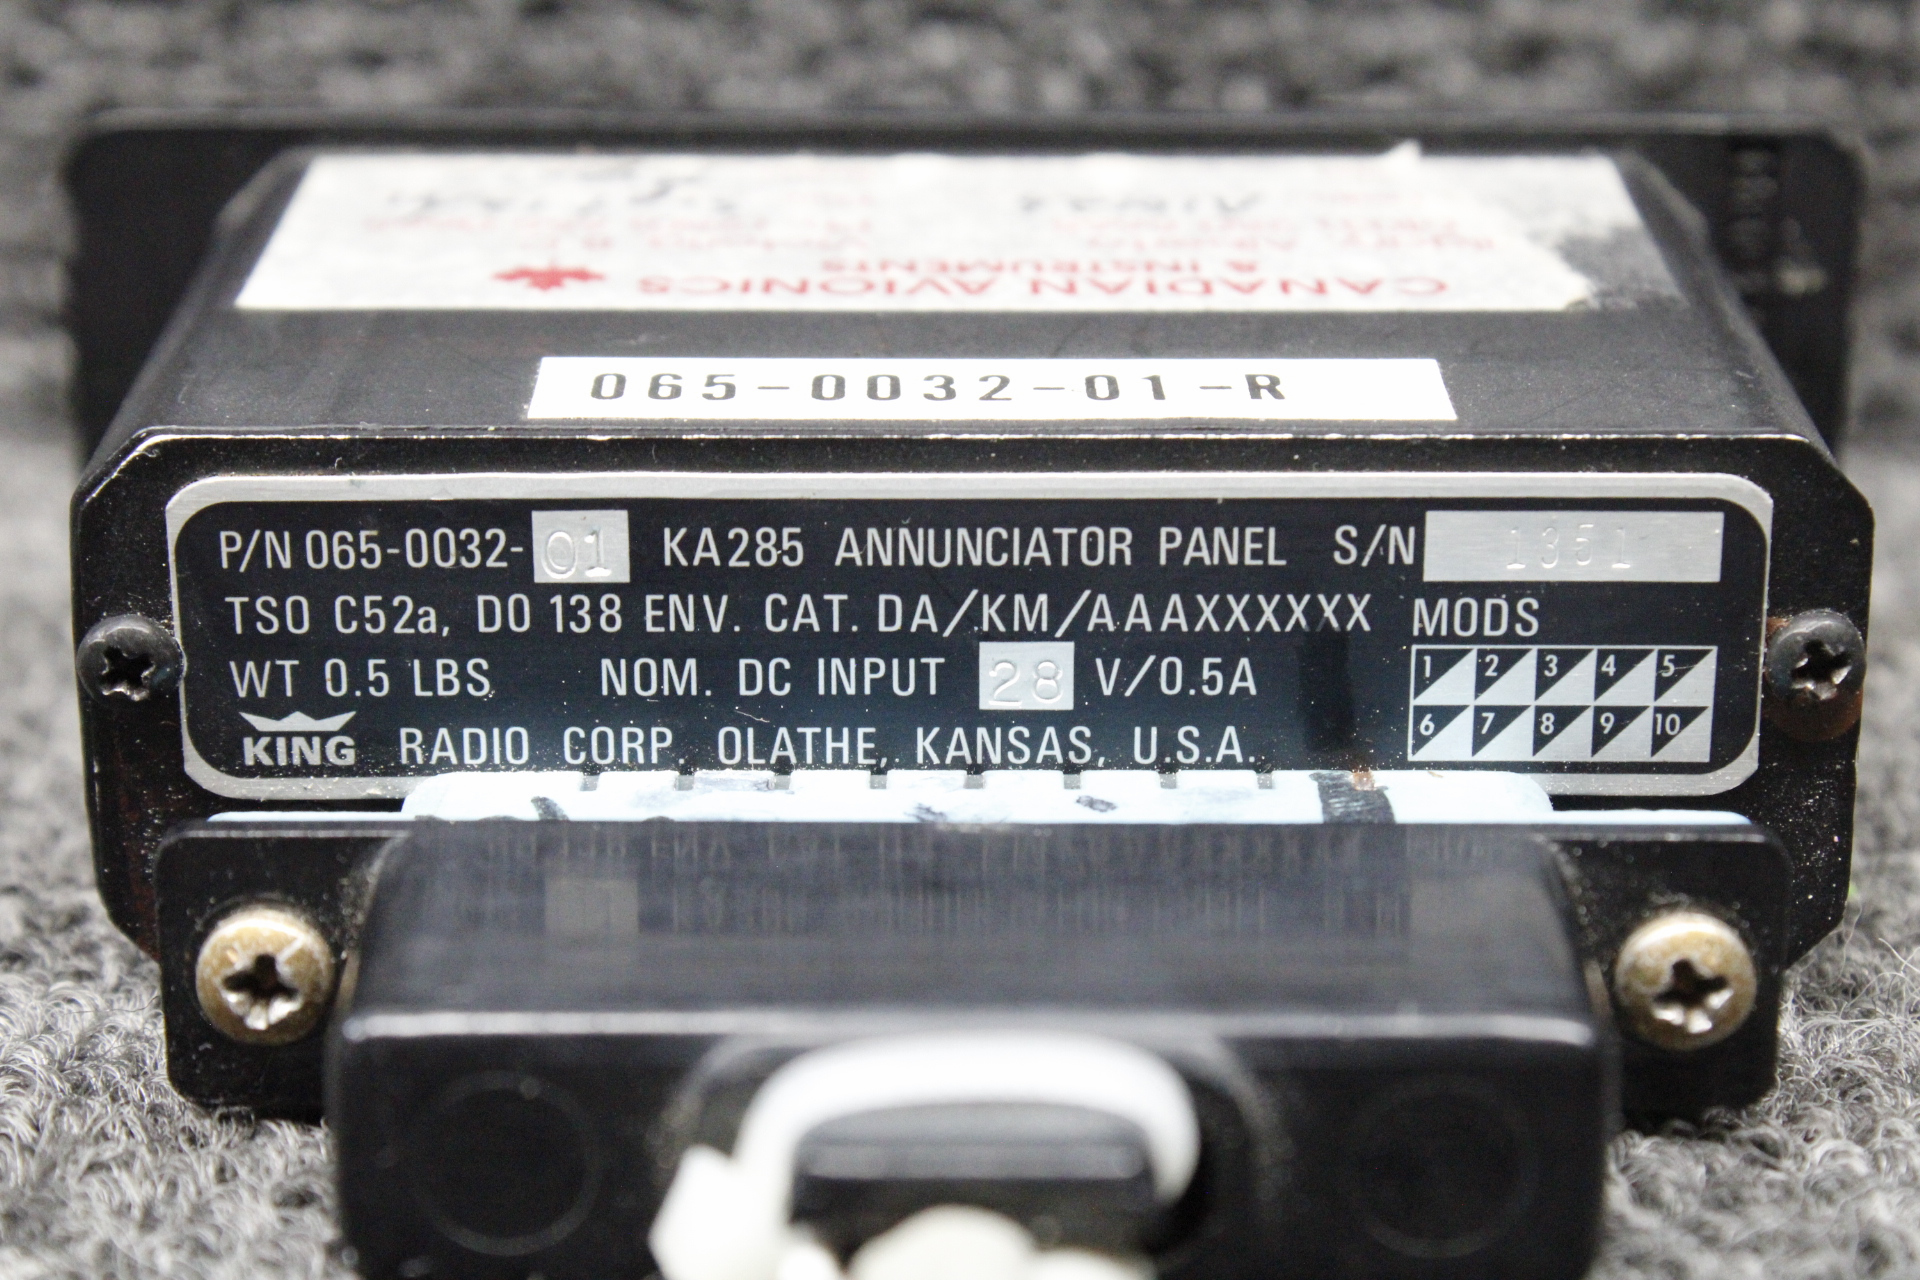 CANADIAN AVIONICS
& INSTRUMENTS
065-0032-01-R
P/N 065-0032-01 KA285 ANNUNCIATOR PANEL S/N 1351
TSO C52a, DO 138 ENV. CAT. DA/KM/AAAXXXXXX MODS
WT 0.5 LBS NOM. DC INPUT 28 V/0.5A
1 2 3 4 5
6 7 8 9 10
KING RADIO CORP. OLATHE, KANSAS, U.S.A.